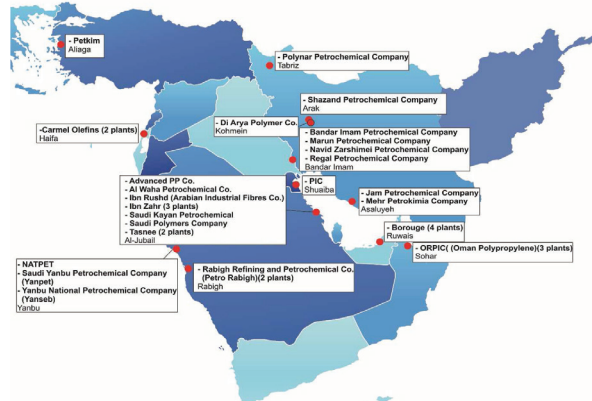 - Petkim
Aliaga
- Polynar Petrochemical Company
Tabriz
- Shazand Petrochemical Company
Arak
- Di Arya Polymer Co.
Kohmein
-Carmel Olefins (2 plants)
Haifa
- Bandar Imam Petrochemical Company
- Marun Petrochemical Company
- Navid Zarshimei Petrochemical Company
- Regal Petrochemical Company
Bandar Imam
- Advanced PP Co.
- Al Waha Petrochemical Co.
- Ibn Rushd (Arabian Industrial Fibres Co.)
- Ibn Zahr (3 plants)
- Saudi Kayan Petrochemical
- Saudi Polymers Company
- Tasnee (2 plants)
Al-Jubail
- PIC
Shuaiba
- Jam Petrochemical Company
- Mehr Petrokimia Company
Asaluyeh
- Borouge (4 plants)
Ruwais
- ORPIC( (Oman Polypropylene)(3 plants)
Sohar
- NATPET
- Saudi Yanbu Petrochemical Company
(Yanpet)
- Yanbu National Petrochemical Company
(Yanseb)
Yanbu
- Rabigh Refining and Petrochemical Co.
(Petro Rabigh)(2 plants)
Rabigh